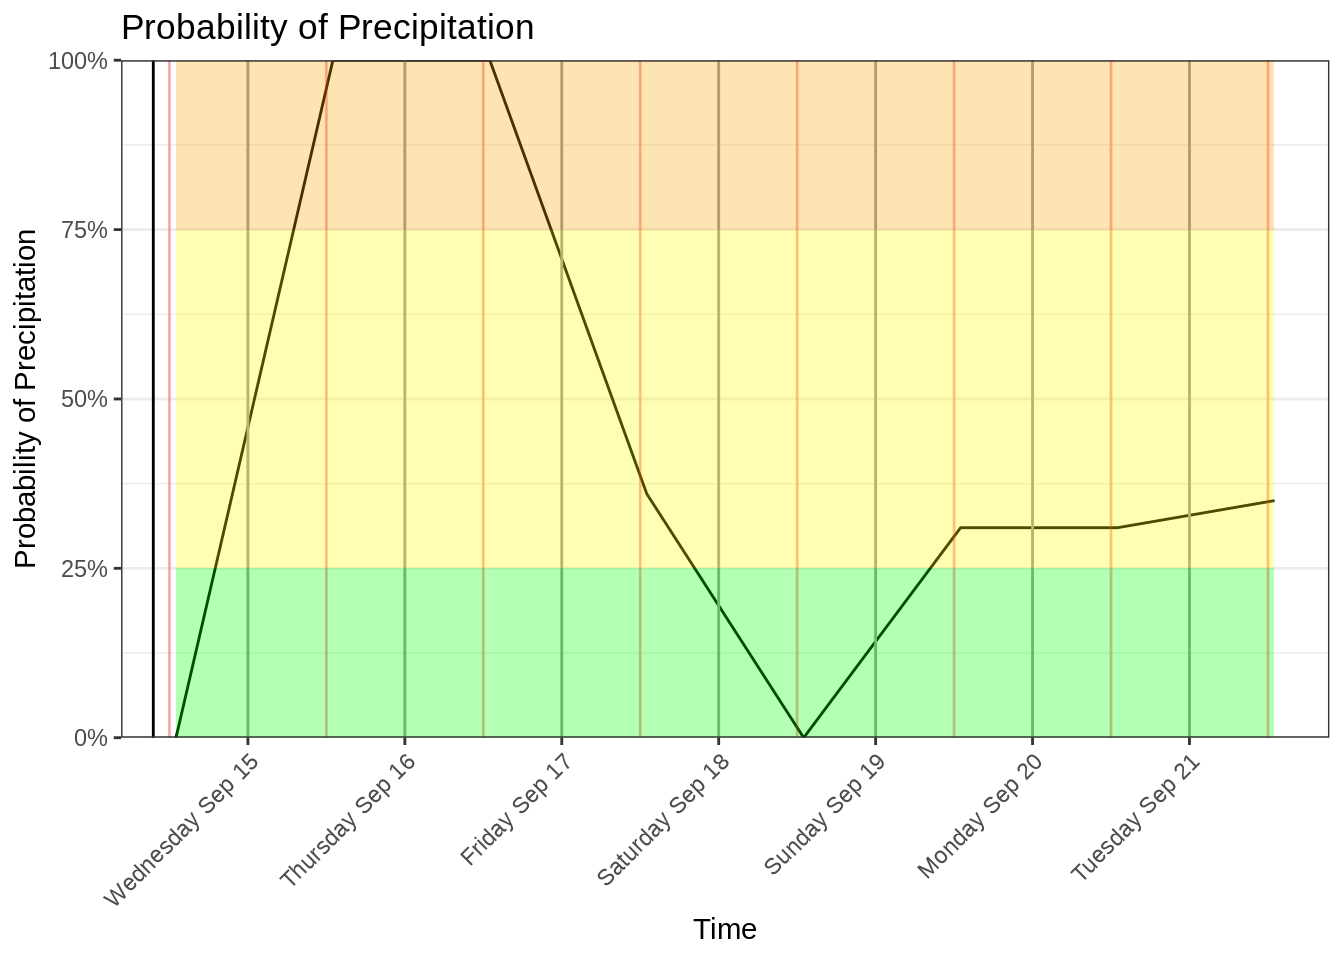 Probability of Precipitation
Probability of Precipitation
100%
75%
50%
25%
0%
Wednesday Sep 15
Thursday Sep 16
Friday Sep 17
Saturday Sep 18
Sunday Sep 19
Monday Sep 20
Tuesday Sep 21
Time